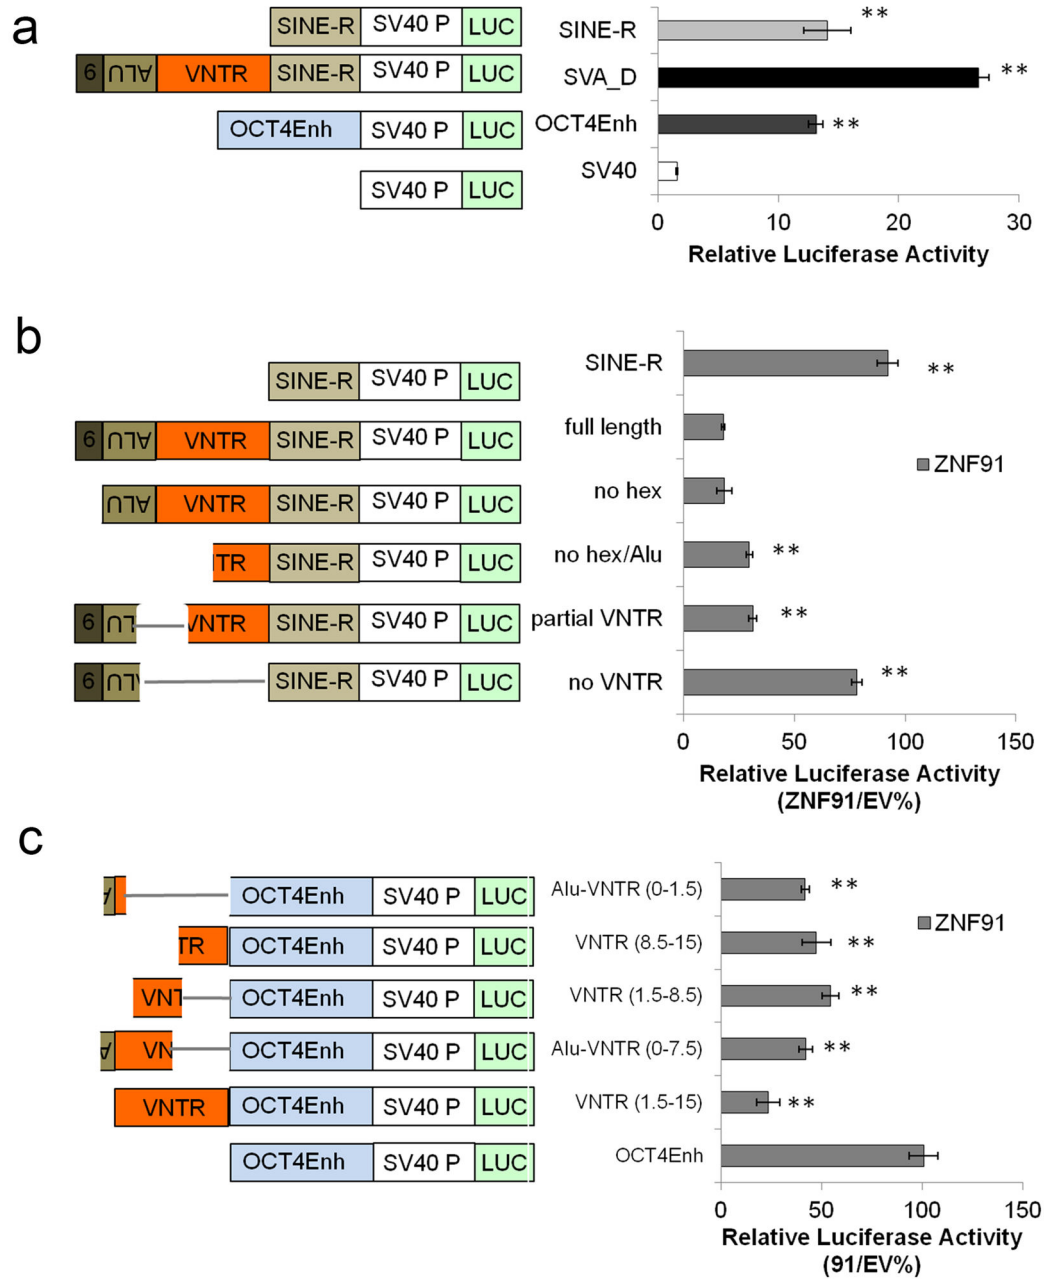 a
SINE-R SV40 P LUC
6 ALU VNTR SINE-R SV40 P LUC
OCT4Enh SV40 P LUC
SV40 P LUC
SINE-R **
SVA_D **
OCT4Enh **
SV40
0 10 20 30
Relative Luciferase Activity
b
SINE-R SV40 P LUC
6 ALU VNTR SINE-R SV40 P LUC
ALU VNTR SINE-R SV40 P LUC
TR SINE-R SV40 P LUC
6 LU VNTR SINE-R SV40 P LUC
6 LU SINE-R SV40 P LUC
SINE-R **
full length
no hex
no hex/Alu **
partial VNTR **
no VNTR **
ZNF91
0 50 100 150
Relative Luciferase Activity
(ZNF91/EV%)
c
A OCT4Enh SV40 P LUC
TR OCT4Enh SV40 P LUC
VNT OCT4Enh SV40 P LUC
A VN OCT4Enh SV40 P LUC
VNTR OCT4Enh SV40 P LUC
OCT4Enh SV40 P LUC
Alu-VNTR (0-1.5) **
VNTR (8.5-15) **
VNTR (1.5-8.5) **
Alu-VNTR (0-7.5) **
VNTR (1.5-15) **
OCT4Enh
ZNF91
0 50 100 150
Relative Luciferase Activity
(91/EV%)